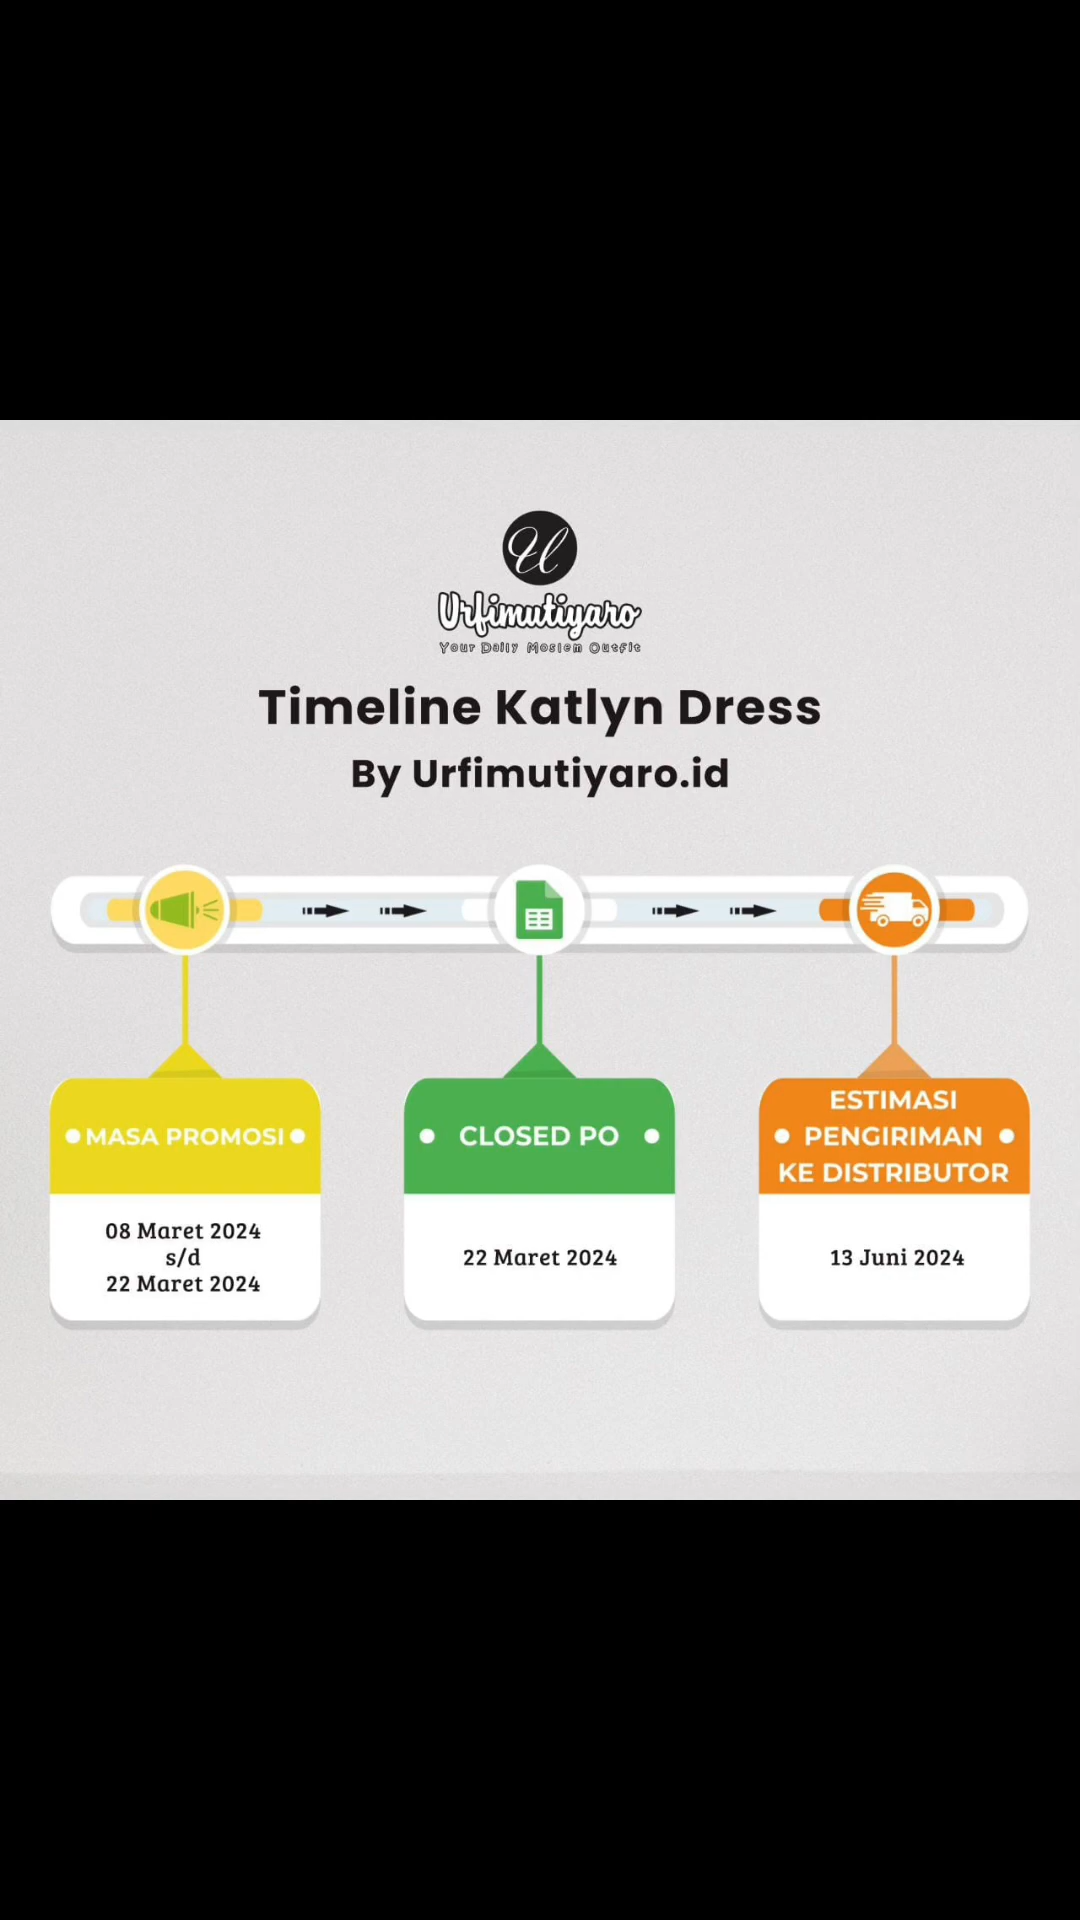 U
Urfimutiyaro
Your Daily Moslem Outfit
Timeline Katlyn Dress
By Urfimutiyaro.id
MASA PROMOSI
08 Maret 2024
s/d
22 Maret 2024
CLOSED PO
22 Maret 2024
ESTIMASI
PENGIRIMAN
KE DISTRIBUTOR
13 Juni 2024